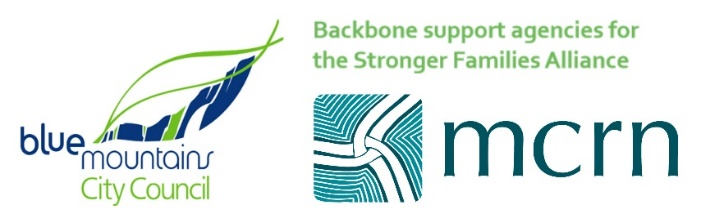 Backbone support agencies for
the Stronger Families Alliance
blue
mountains
City Council
mcrn